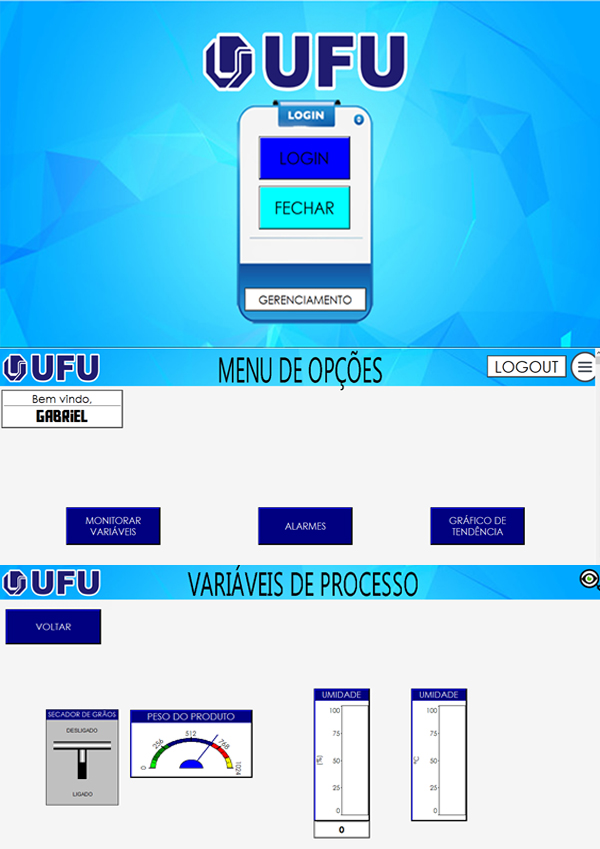 UFU
LOGIN
LOGIN
FECHAR
GERENCIAMENTO
UFU
MENU DE OPÇÕES
LOGOUT
Bem vindo,
GABRIEL
MONITORAR
VARIÁVEIS
ALARMES
GRÁFICO DE
TENDÊNCIA
UFU
VARIÁVEIS DE PROCESSO
VOLTAR
SECADOR DE GRÃOS
DESLIGADO
LIGADO
PESO DO PRODUTO
0
256
512
768
1024
UMIDADE
100
75
50
25
0
(%)
0
UMIDADE
100
75
50
25
0
°C